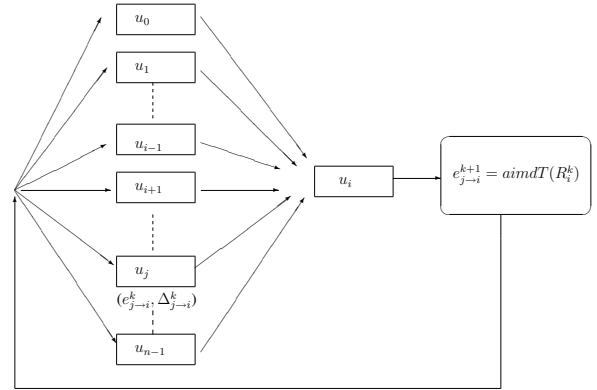 u_0
u_1
u_{i-1}
u_{i+1}
u_i
e^{k+1}_{j→i} = aimdT(R^k_i)
u_j
(e^k_{j→i}, Δ^k_{j→i})
u_{n-1}